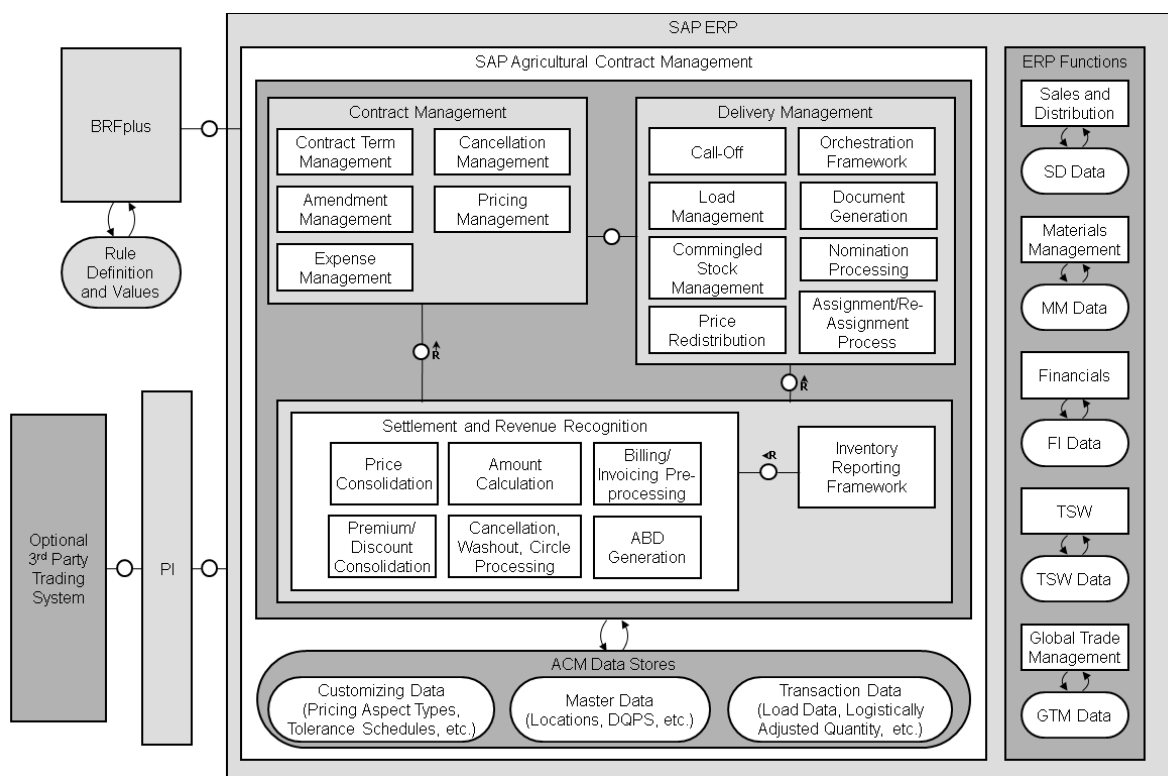 SAP ERP
SAP Agricultural Contract Management
ERP Functions
BRFplus
Rule
Definition
and Values
Contract Management
Contract Term
Management
Cancellation
Management
Amendment
Management
Pricing
Management
Expense
Management
Delivery Management
Call-Off
Orchestration
Framework
Load
Management
Document
Generation
Commingled
Stock
Management
Nomination
Processing
Price
Redistribution
Assignment/Re-
Assignment
Process
R
R
Settlement and Revenue Recognition
Price
Consolidation
Amount
Calculation
Billing/
Invoicing Pre-
processing
Premium/
Discount
Consolidation
Cancellation,
Washout, Circle
Processing
ABD
Generation
R
Inventory
Reporting
Framework
Optional
3rd Party
Trading
System
PI
ACM Data Stores
Customizing Data
(Pricing Aspect Types,
Tolerance Schedules, etc.)
Master Data
(Locations, DQPS, etc.)
Transaction Data
(Load Data, Logistically
Adjusted Quantity, etc.)
Sales and
Distribution
SD Data
Materials
Management
MM Data
Financials
FI Data
TSW
TSW Data
Global Trade
Management
GTM Data